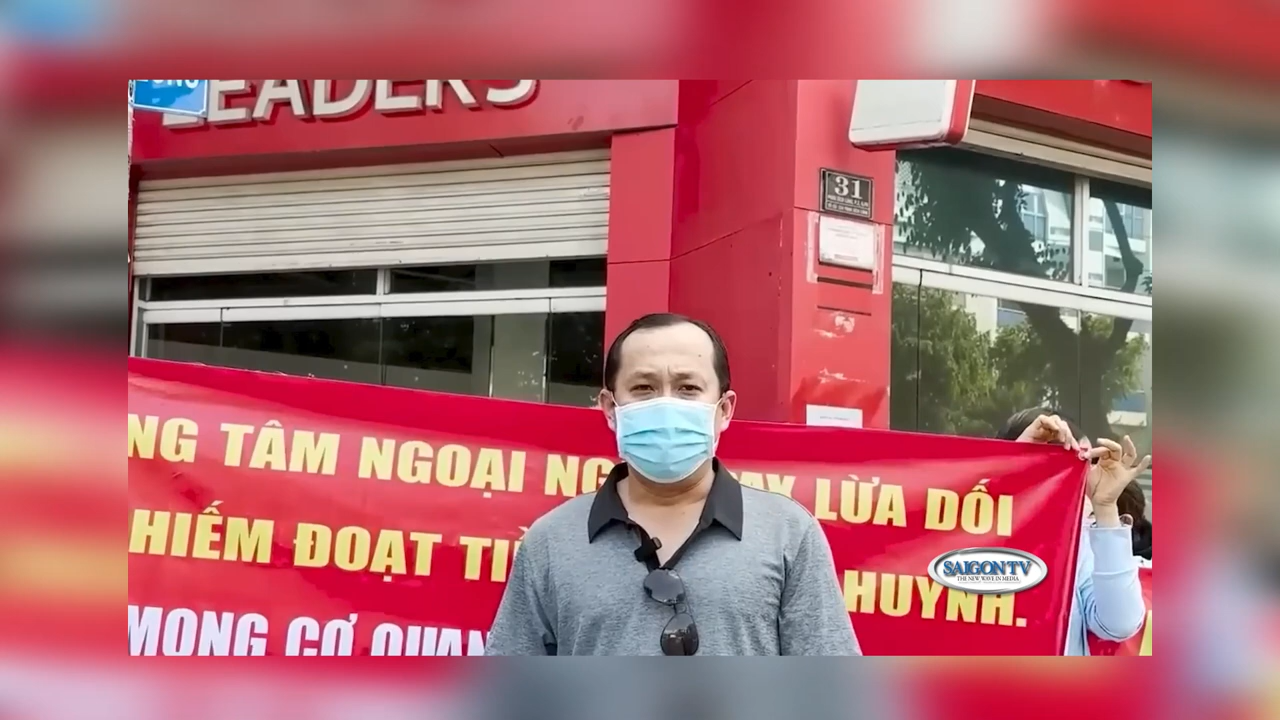 LEADERS
31
NG TÂM NGOẠI NG LỪA DỐI
HIẾM ĐOẠT TI HUYNH.
MONG CƠ QUAN
SAIGON TV
THE NEW WAVE IN MEDIA